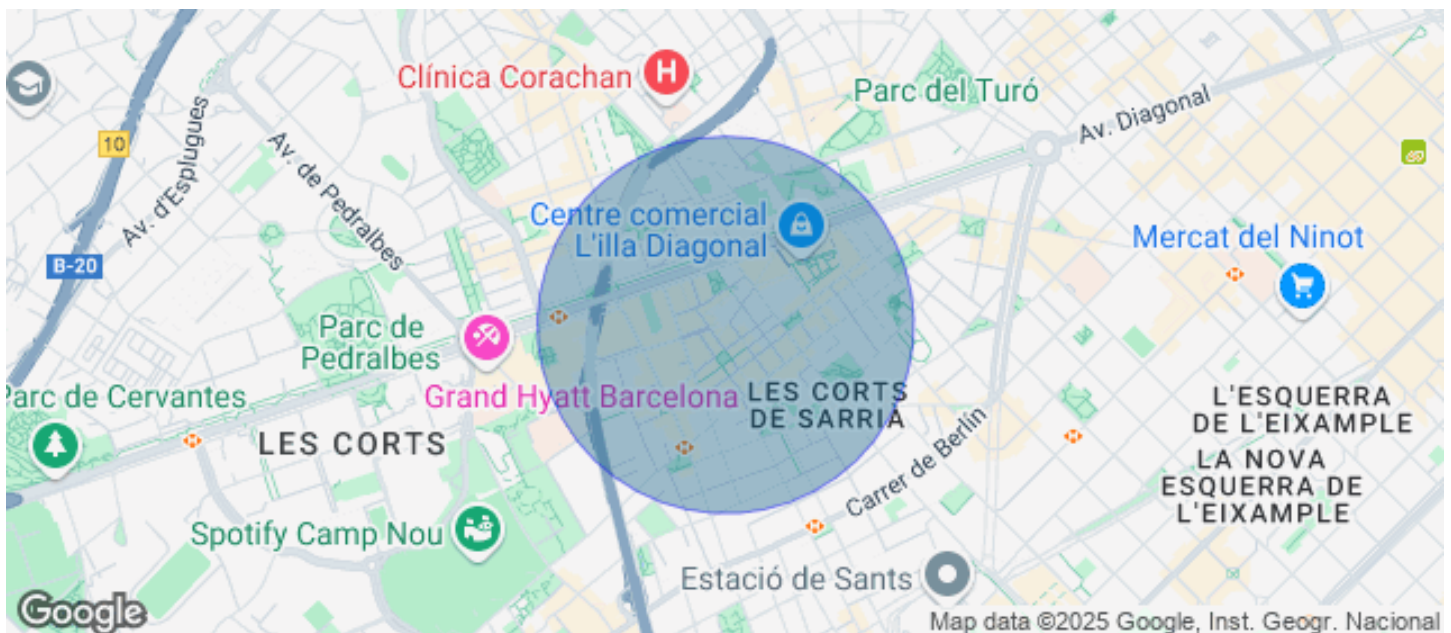 Clínica Corachan
H
Parc del Turó
Av. Diagonal
10
Av. d'Esplugues
Av. de Pedralbes
Centre comercial
L'illa Diagonal
Mercat del Ninot
B-20
Parc de
Pedralbes
Grand Hyatt Barcelona
Parc de Cervantes
LES CORTS
DE SARRIÀ
L'ESQUERRA
DE L'EIXAMPLE
LES CORTS
Carrer de Berlín
LA NOVA
ESQUERRA DE
L'EIXAMPLE
Spotify Camp Nou
Estació de Sants
Google
Map data ©2025 Google, Inst. Geogr. Nacional